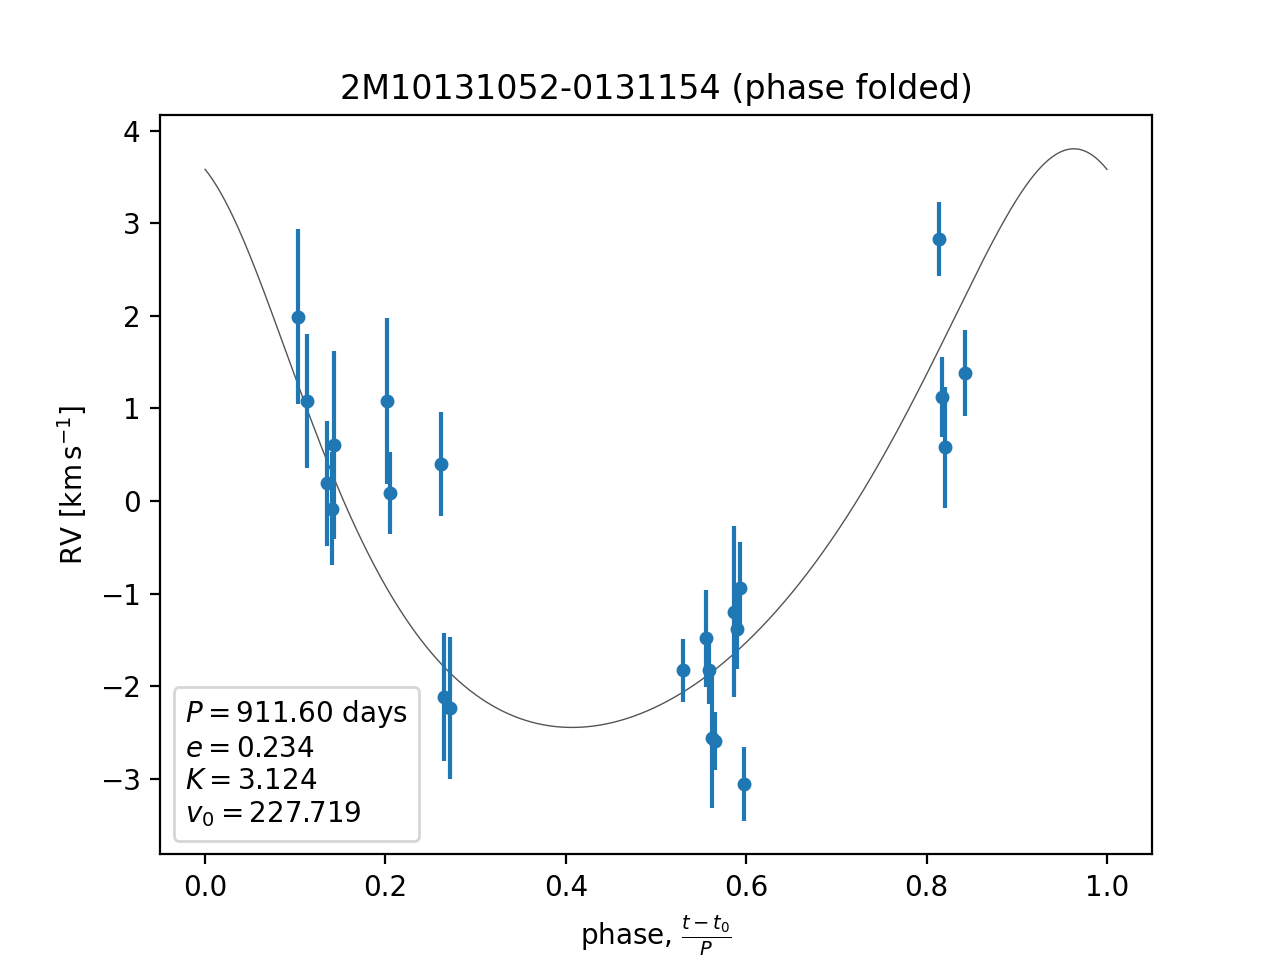 2M10131052-0131154 (phase folded)
4
3
2
1
0
−1
−2
−3
RV [km s⁻¹]
P = 911.60 days
e = 0.234
K = 3.124
v₀ = 227.719
0.0 0.2 0.4 0.6 0.8 1.0
phase, (t − t₀)/P